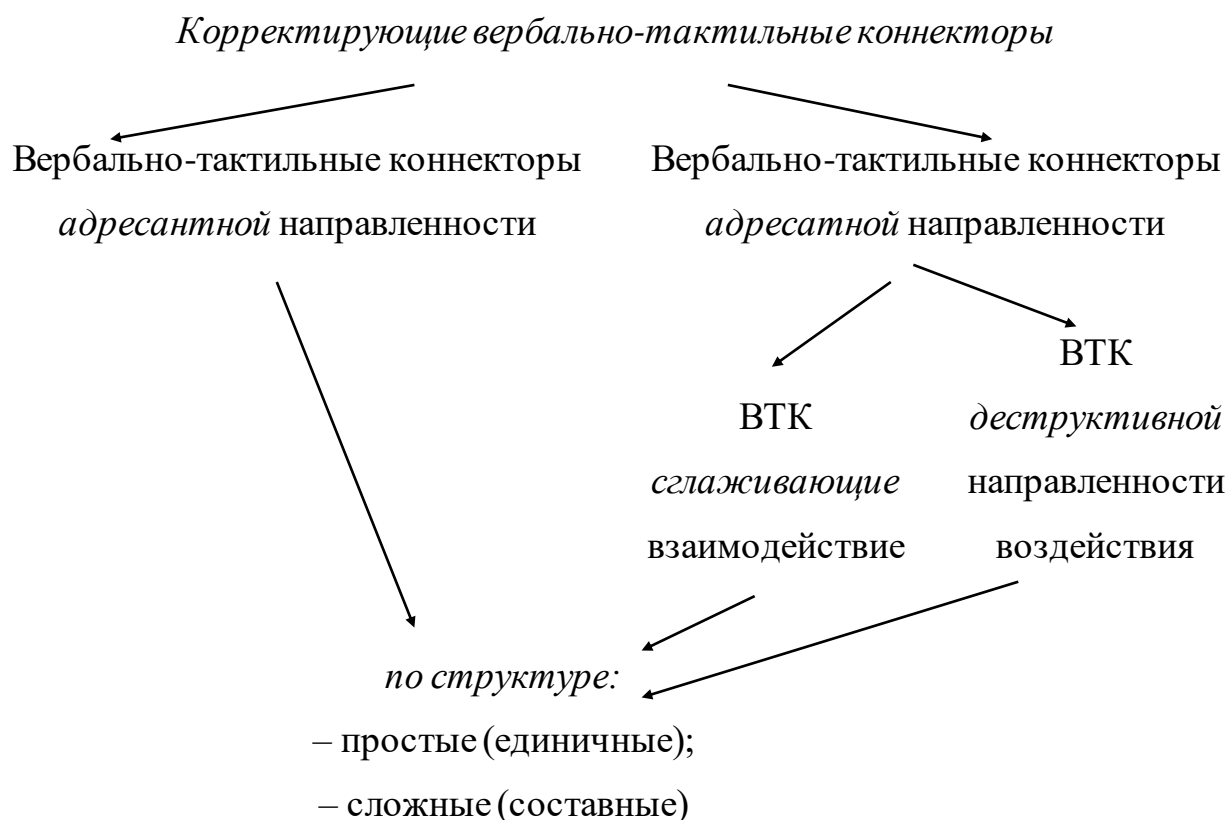 Корректирующие вербально-тактильные коннекторы
Вербально-тактильные коннекторы
адресантной направленности
Вербально-тактильные коннекторы
адресатной направленности
ВТК
сглаживающие
взаимодействие
ВТК
деструктивной
направленности
воздействия
по структуре:
– простые (единичные);
– сложные (составные)